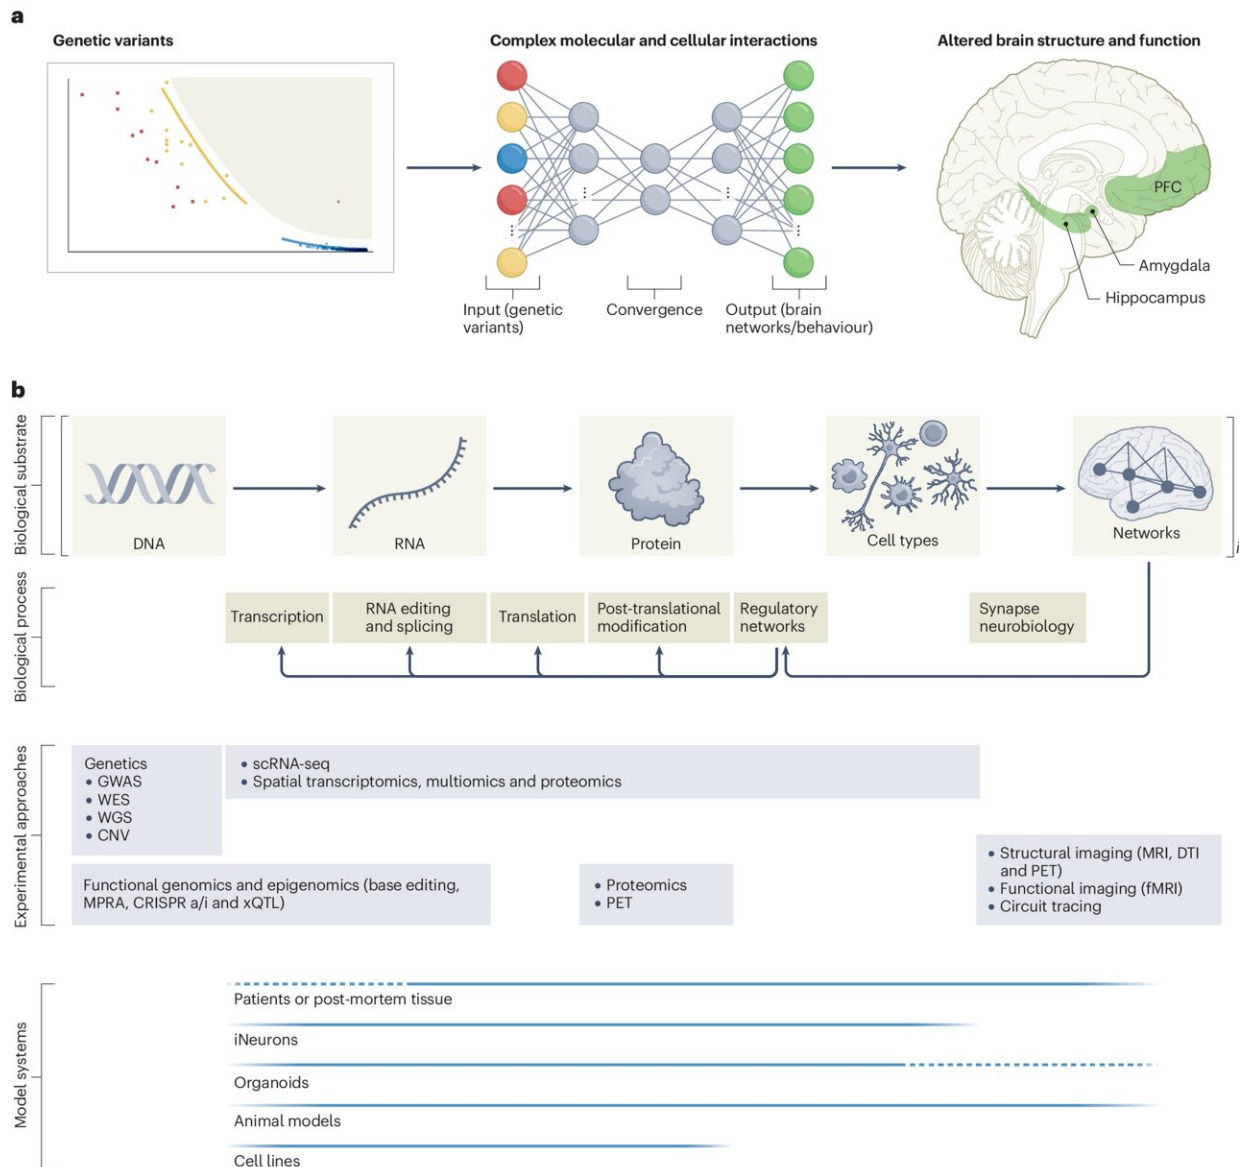 a
Genetic variants
Complex molecular and cellular interactions
Altered brain structure and function
PFC
Amygdala
Hippocampus
Input (genetic
variants)
Convergence
Output (brain
networks/behaviour)
b
Biological substrate
DNA
RNA
Protein
Cell types
Networks
i
Biological process
Transcription
RNA editing
and splicing
Translation
Post-translational
modification
Regulatory
networks
Synapse
neurobiology
Experimental approaches
Genetics
• GWAS
• WES
• WGS
• CNV
• scRNA-seq
• Spatial transcriptomics, multiomics and proteomics
Functional genomics and epigenomics (base editing,
MPRA, CRISPR a/i and xQTL)
• Proteomics
• PET
• Structural imaging (MRI, DTI
and PET)
• Functional imaging (fMRI)
• Circuit tracing
Model systems
Patients or post-mortem tissue
iNeurons
Organoids
Animal models
Cell lines